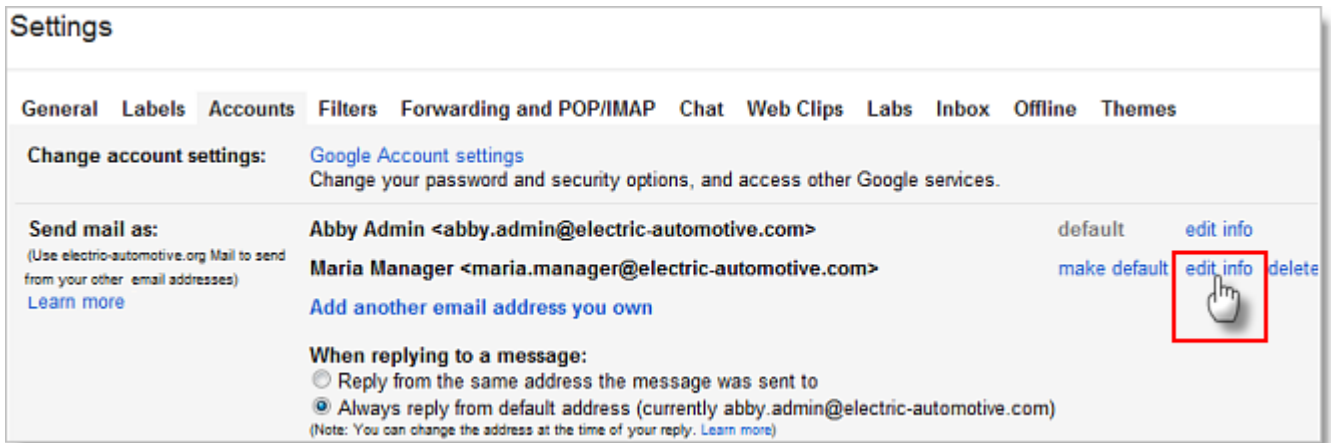 Settings
General Labels Accounts Filters Forwarding and POP/IMAP Chat Web Clips Labs Inbox Offline Themes
Change account settings: Google Account settings
Change your password and security options, and access other Google services.
Send mail as: Abby Admin <abby.admin@electric-automotive.com> default edit info
(Use electric-automotive.org Mail to send
from your other email addresses)
Maria Manager <maria.manager@electric-automotive.com> make default edit info delete
Learn more
Add another email address you own
When replying to a message:
Reply from the same address the message was sent to
Always reply from default address (currently abby.admin@electric-automotive.com)
(Note: You can change the address at the time of your reply. Learn more)